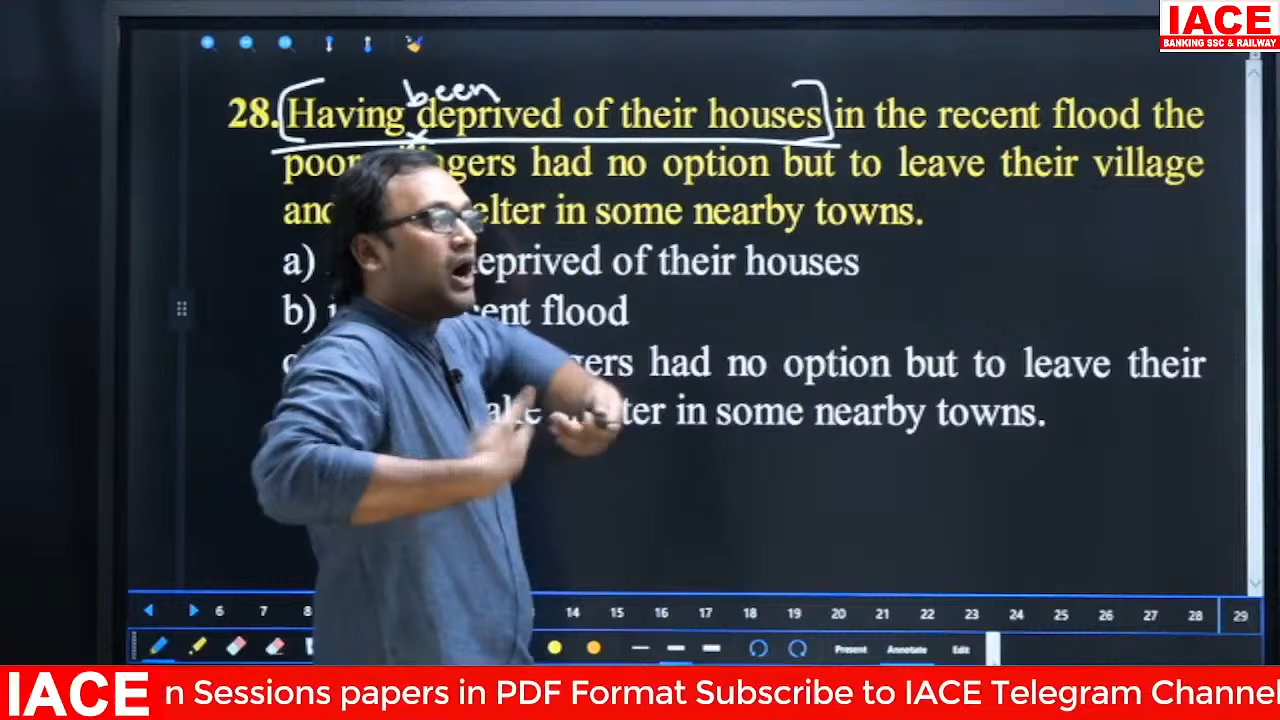 IACE
BANKING SSC & RAILWAY
been
28. Having deprived of their houses in the recent flood the
poor villagers had no option but to leave their village
and elter in some nearby towns.
a) deprived of their houses
b) cent flood
gers had no option but to leave their
ake ter in some nearby towns.
6 7 8 14 15 16 17 18 19 20 21 22 23 24 25 26 27 28 29
Present Annotate Edit
IACE n Sessions papers in PDF Format Subscribe to IACE Telegram Channel